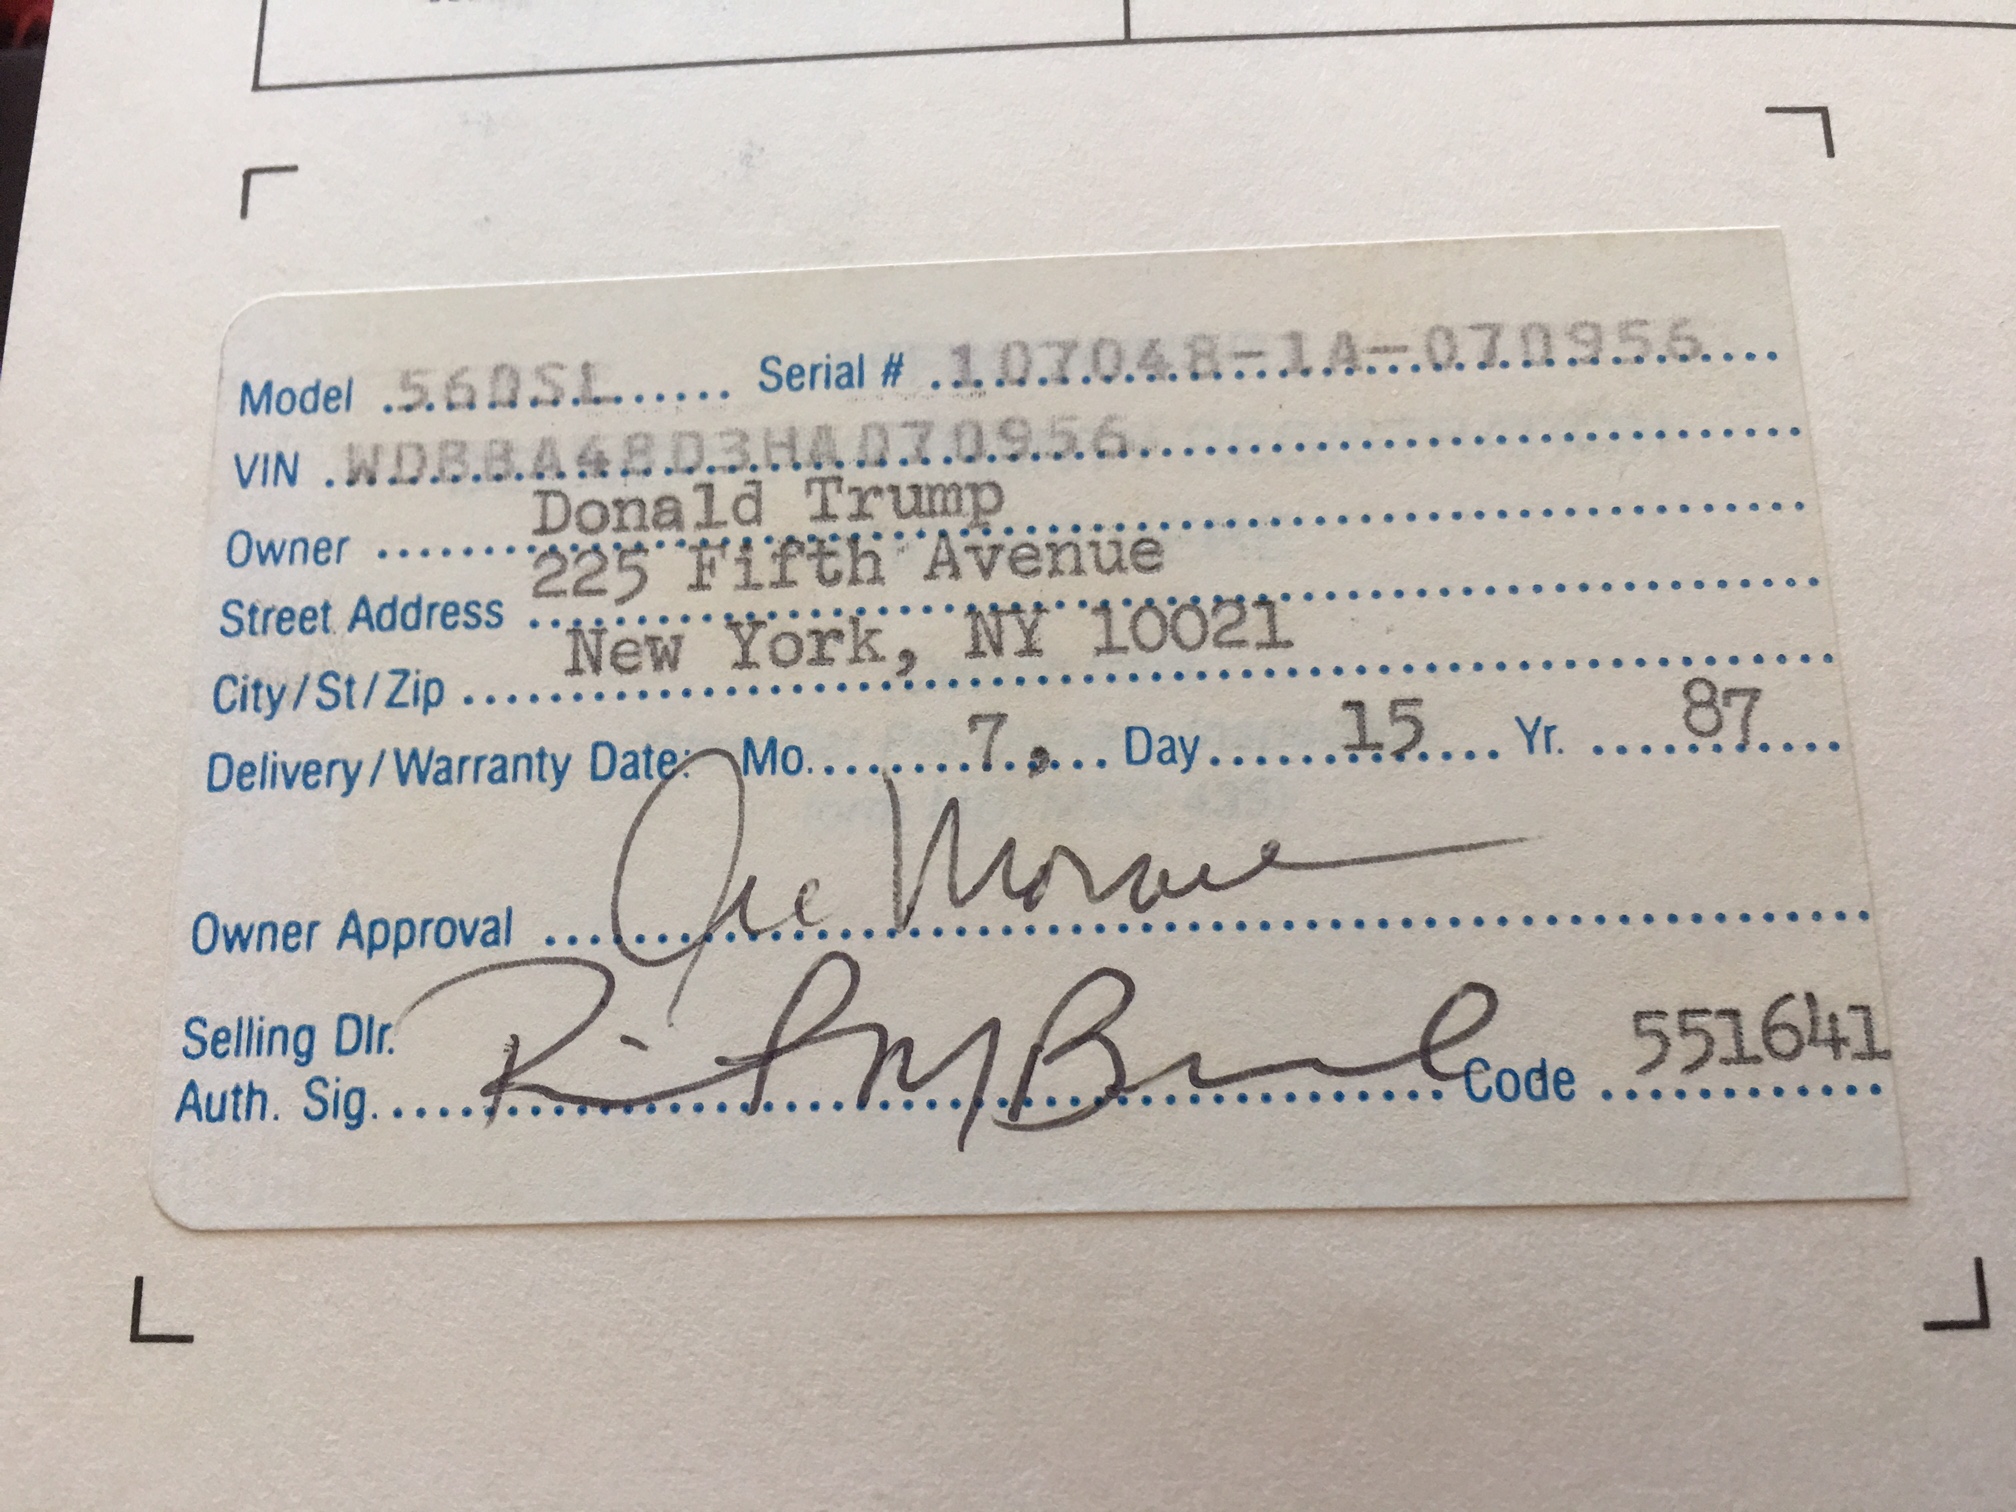 Model 560SL Serial # 107048-1A-070956
VIN WDBBA48D3HA070956
Owner Donald Trump
Street Address 225 Fifth Avenue
City/St/Zip New York, NY 10021
Delivery/Warranty Date: Mo. 7, Day 15 Yr. 87
Owner Approval Joe
Selling Dlr.
Auth. Sig. Code 551641